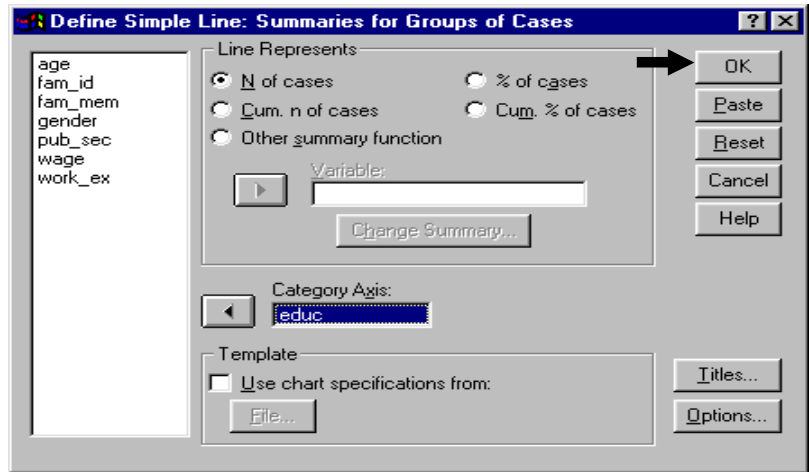 Define Simple Line: Summaries for Groups of Cases
age
fam_id
fam_mem
gender
pub_sec
wage
work_ex
Line Represents
N of cases
% of cases
Cum. n of cases
Cum. % of cases
Other summary function
Variable:
Change Summary...
Category Axis:
educ
Template
Use chart specifications from:
File...
OK
Paste
Reset
Cancel
Help
Titles...
Options...